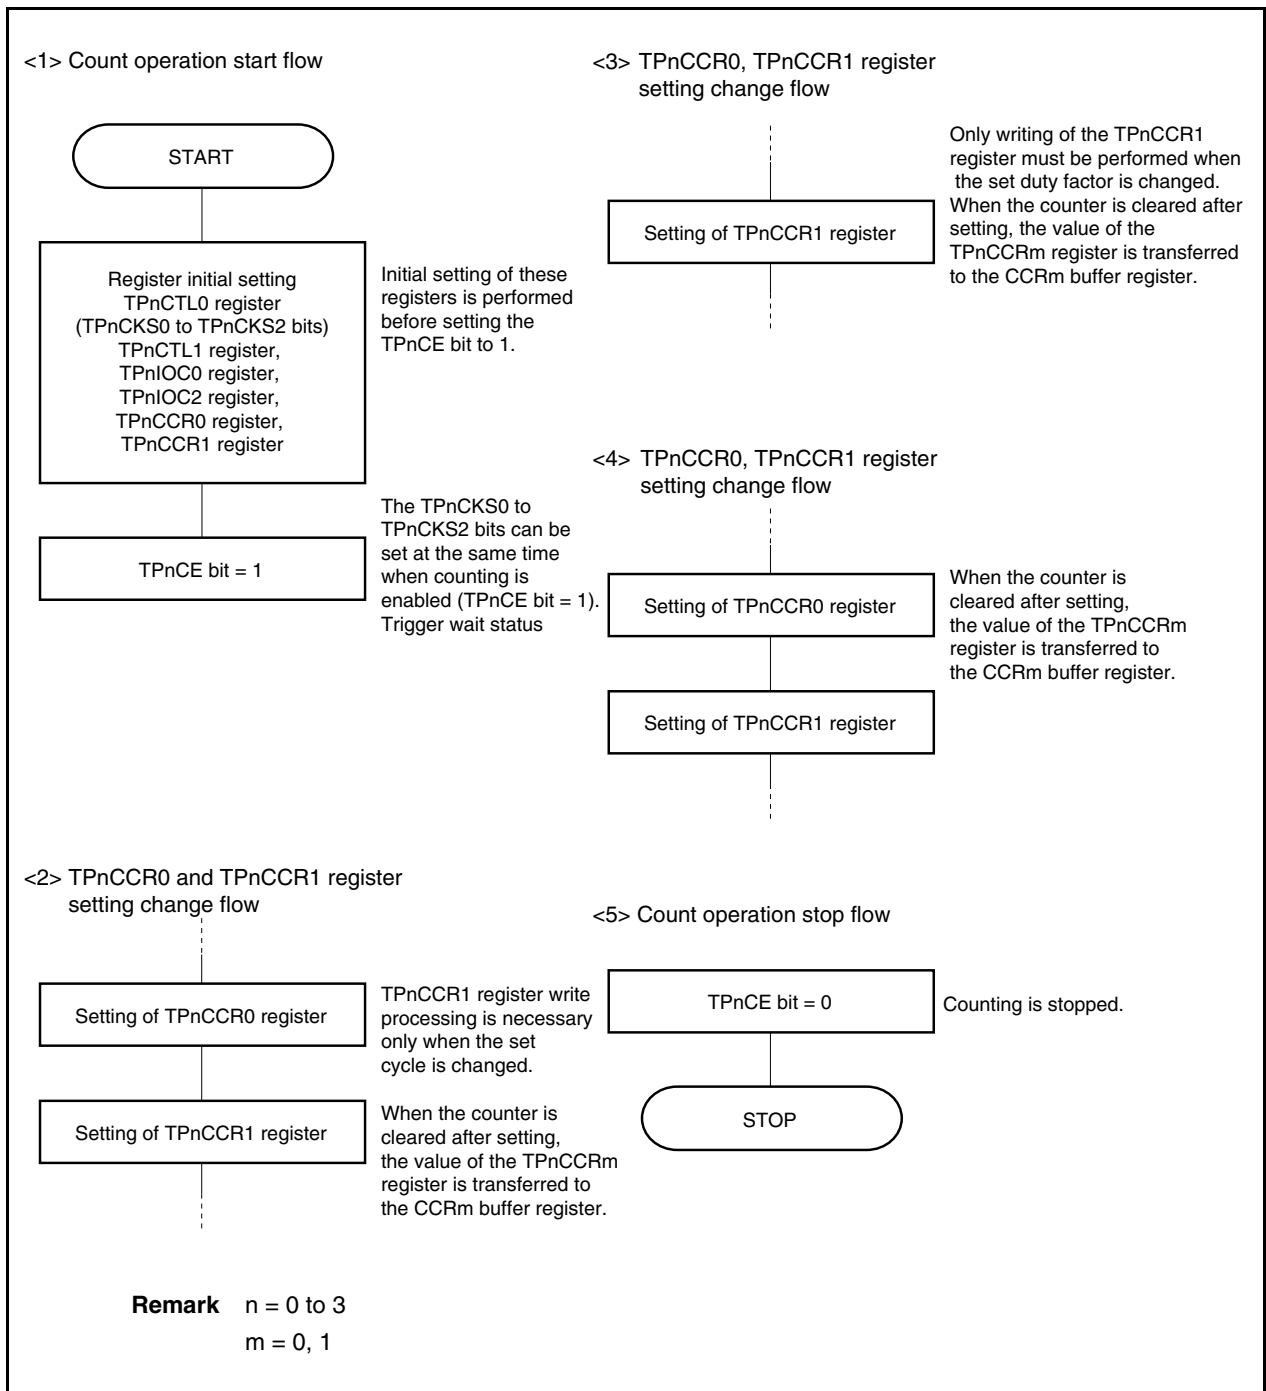 <1> Count operation start flow
START
Register initial setting
TPnCTL0 register
(TPnCKS0 to TPnCKS2 bits)
TPnCTL1 register,
TPnIOC0 register,
TPnIOC2 register,
TPnCCR0 register,
TPnCCR1 register
Initial setting of these
registers is performed
before setting the
TPnCE bit to 1.
TPnCE bit = 1
The TPnCKS0 to
TPnCKS2 bits can be
set at the same time
when counting is
enabled (TPnCE bit = 1).
Trigger wait status
<2> TPnCCR0 and TPnCCR1 register
setting change flow
Setting of TPnCCR0 register
TPnCCR1 register write
processing is necessary
only when the set
cycle is changed.
Setting of TPnCCR1 register
When the counter is
cleared after setting,
the value of the TPnCCRm
register is transferred to
the CCRm buffer register.
<3> TPnCCR0, TPnCCR1 register
setting change flow
Setting of TPnCCR1 register
Only writing of the TPnCCR1
register must be performed when
the set duty factor is changed.
When the counter is cleared after
setting, the value of the
TPnCCRm register is transferred
to the CCRm buffer register.
<4> TPnCCR0, TPnCCR1 register
setting change flow
Setting of TPnCCR0 register
When the counter is
cleared after setting,
the value of the TPnCCRm
register is transferred to
the CCRm buffer register.
Setting of TPnCCR1 register
<5> Count operation stop flow
TPnCE bit = 0
Counting is stopped.
STOP
Remark n = 0 to 3
m = 0, 1